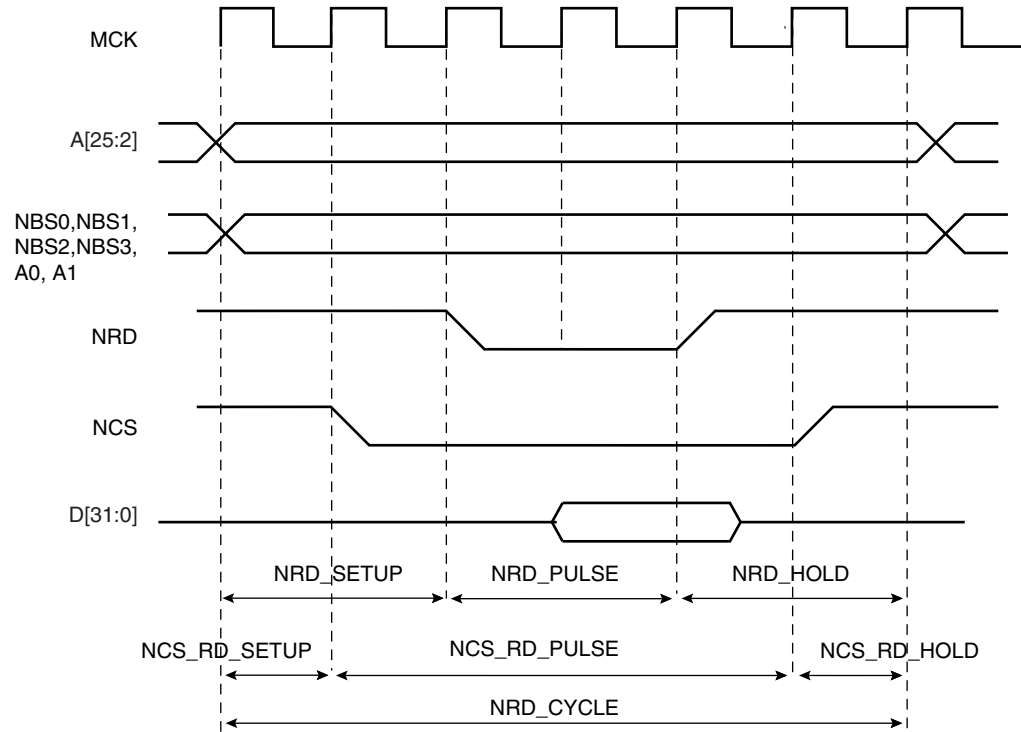 MCK
A[25:2]
NBS0,NBS1,
NBS2,NBS3,
A0, A1
NRD
NCS
D[31:0]
NRD_SETUP NRD_PULSE NRD_HOLD
NCS_RD_SETUP NCS_RD_PULSE NCS_RD_HOLD
NRD_CYCLE